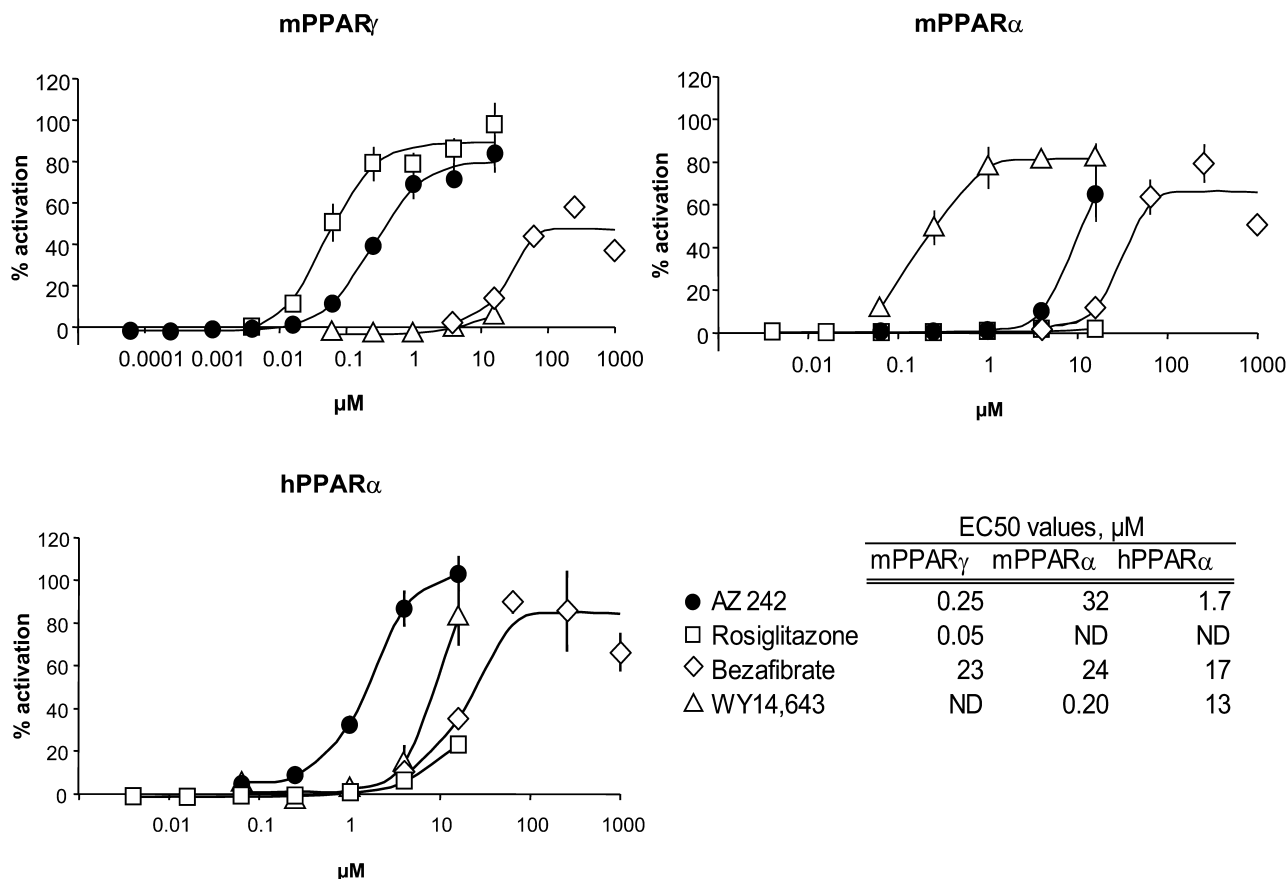 mPPARγ
120
100
80
60
40
20
0
% activation
0.0001 0.001 0.01 0.1 1 10 100 1000
µM
mPPARα
120
100
80
60
40
20
0
% activation
0.01 0.1 1 10 100 1000
µM
hPPARα
120
100
80
60
40
20
0
% activation
0.01 0.1 1 10 100 1000
µM
EC50 values, µM
mPPARγ mPPARα hPPARα
AZ 242 0.25 32 1.7
Rosiglitazone 0.05 ND ND
Bezafibrate 23 24 17
WY14,643 ND 0.20 13